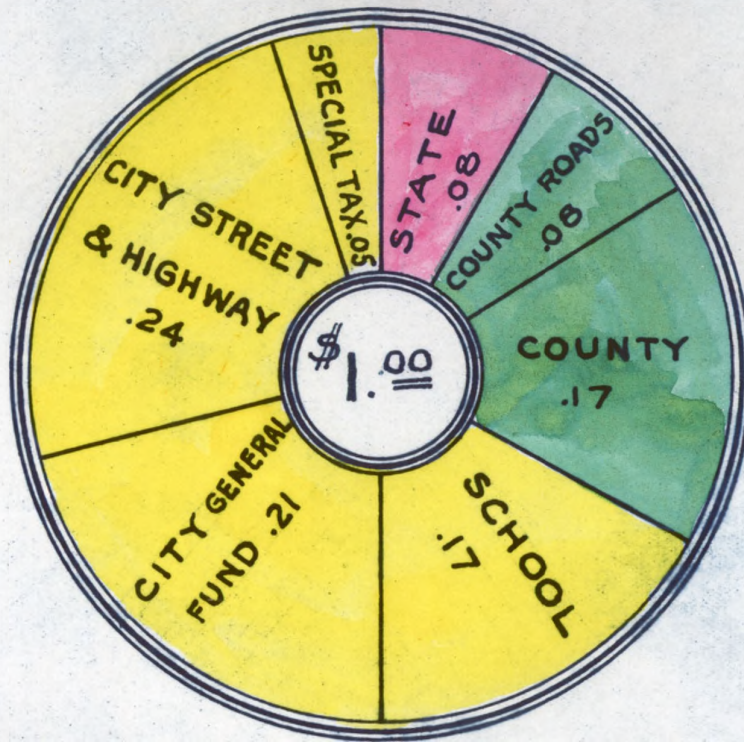 SPECIAL TAX .05
STATE
.08
COUNTY ROADS
.08
COUNTY
.17
SCHOOL
.17
CITY GENERAL
FUND .21
CITY STREET
& HIGHWAY
.24
$1.00